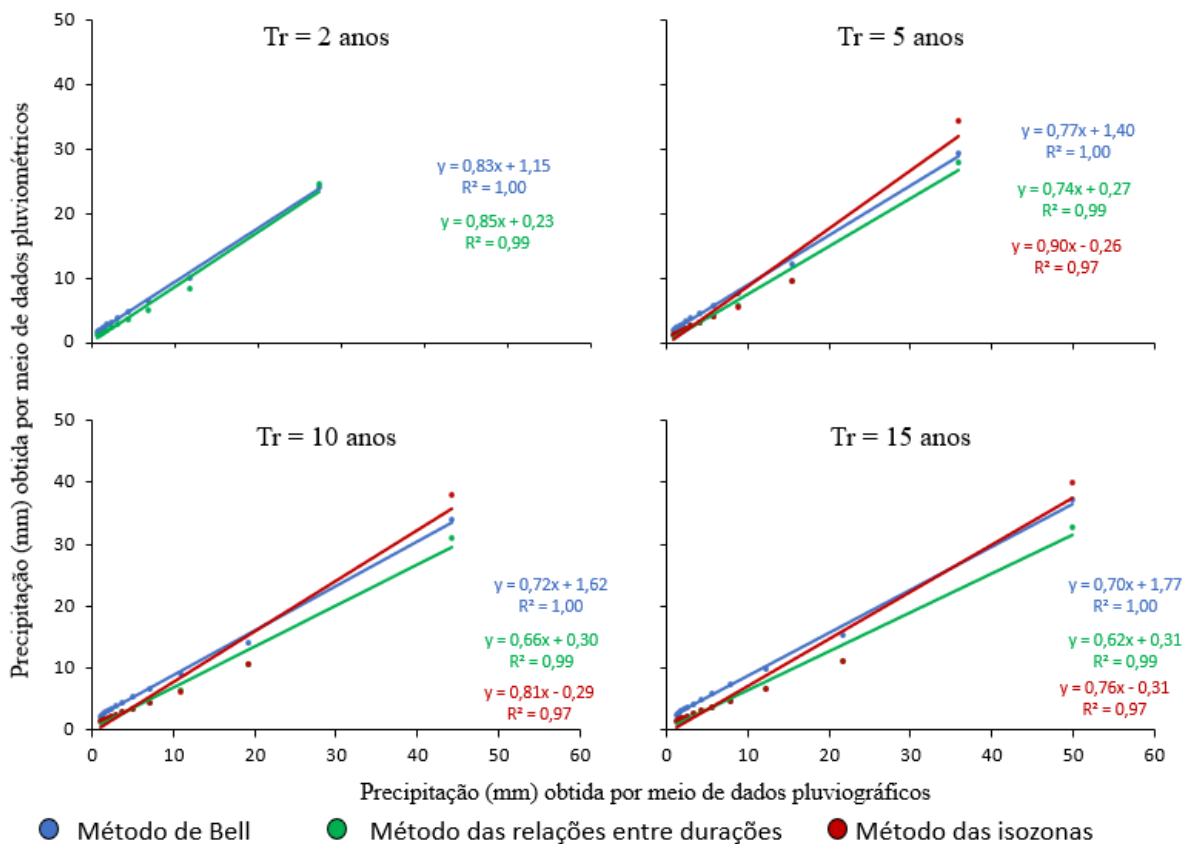 Precipitação (mm) obtida por meio de dados pluviométricos
Tr = 2 anos
50
40
30
20
10
0
y = 0,83x + 1,15
R² = 1,00
y = 0,85x + 0,23
R² = 0,99
Tr = 5 anos
y = 0,77x + 1,40
R² = 1,00
y = 0,74x + 0,27
R² = 0,99
y = 0,90x - 0,26
R² = 0,97
Tr = 10 anos
50
40
30
20
10
0
y = 0,72x + 1,62
R² = 1,00
y = 0,66x + 0,30
R² = 0,99
y = 0,81x - 0,29
R² = 0,97
0 10 20 30 40 50 60
Tr = 15 anos
y = 0,70x + 1,77
R² = 1,00
y = 0,62x + 0,31
R² = 0,99
y = 0,76x - 0,31
R² = 0,97
0 10 20 30 40 50 60
Precipitação (mm) obtida por meio de dados pluviográficos
Método de Bell Método das relações entre durações Método das isozonas